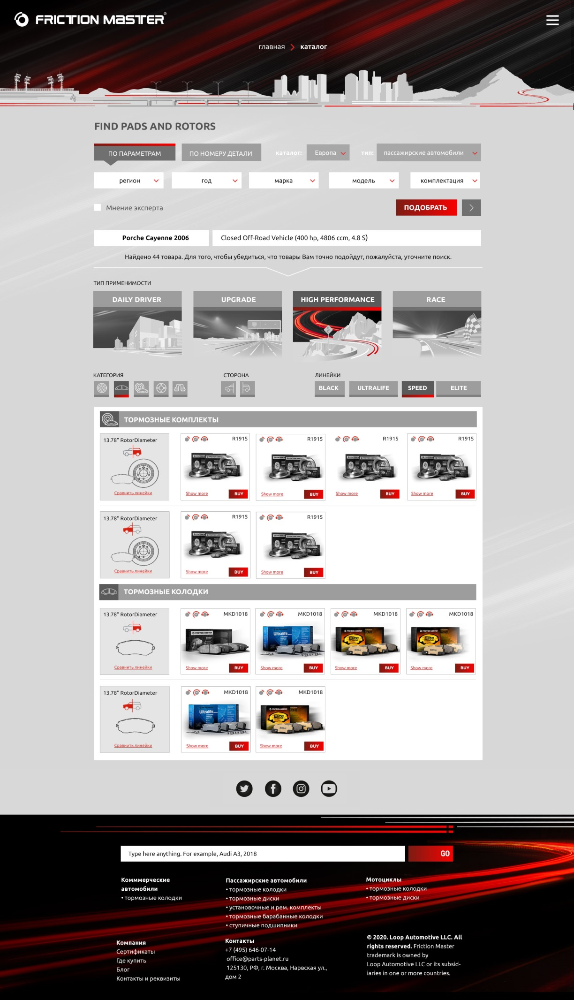 FRICTION MASTER®
главная > каталог
FIND PADS AND ROTORS
ПО ПАРАМЕТРАМ
ПО НОМЕРУ ДЕТАЛИ
каталог:
Европа
тип:
пассажирские автомобили
регион
год
марка
модель
комплектация
Мнение эксперта
ПОДОБРАТЬ
Porche Cayenne 2006
Closed Off-Road Vehicle (400 hp, 4806 ccm, 4.8 S)
Найдено 44 товара. Для того, чтобы убедиться, что товары Вам точно подойдут, пожалуйста, уточните поиск.
ТИП ПРИМЕНИМОСТИ
DAILY DRIVER
UPGRADE
HIGH PERFORMANCE
RACE
КАТЕГОРИЯ
СТОРОНА
ЛИНЕЙКИ
BLACK
ULTRALIFE
SPEED
ELITE
ТОРМОЗНЫЕ КОМПЛЕКТЫ
13.78" RotorDiameter
Сравнить линейки
R1915
Show more
BUY
R1915
Show more
BUY
R1915
Show more
BUY
R1915
Show more
BUY
13.78" RotorDiameter
Сравнить линейки
R1915
Show more
BUY
R1915
Show more
BUY
ТОРМОЗНЫЕ КОЛОДКИ
13.78" RotorDiameter
Сравнить линейки
MKD1018
FRICTION MASTER
Show more
BUY
MKD1018
Ultralife
Show more
BUY
MKD1018
FRICTION MASTER
Elite
Show more
BUY
MKD1018
FRICTION MASTER
Elite
Show more
BUY
13.78" RotorDiameter
Сравнить линейки
MKD1018
Ultralife
Show more
BUY
MKD1018
FRICTION MASTER
Elite
Show more
BUY
Type here anything. For example, Audi A3, 2018
GO
Комммерческие
автомобили
• тормозные колодки
Пассажирские автомобили
• тормозные колодки
• тормозные диски
• установочные и рем. комплекты
• тормозные барабанные колодки
• ступичные подшипники
Мотоциклы
• тормозные колодки
• тормозные диски
Компания
Сертификаты
Где купить
Блог
Контакты и реквизиты
Контакты
+7 (495) 646-07-14
office@parts-planet.ru
125130, РФ, г. Москва, Нарвская ул.,
дом 2
© 2020. Loop Automotive LLC. All
rights reserved. Friction Master
trademark is owned by
Loop Automotive LLC or its subsid-
iaries in one or more countries.